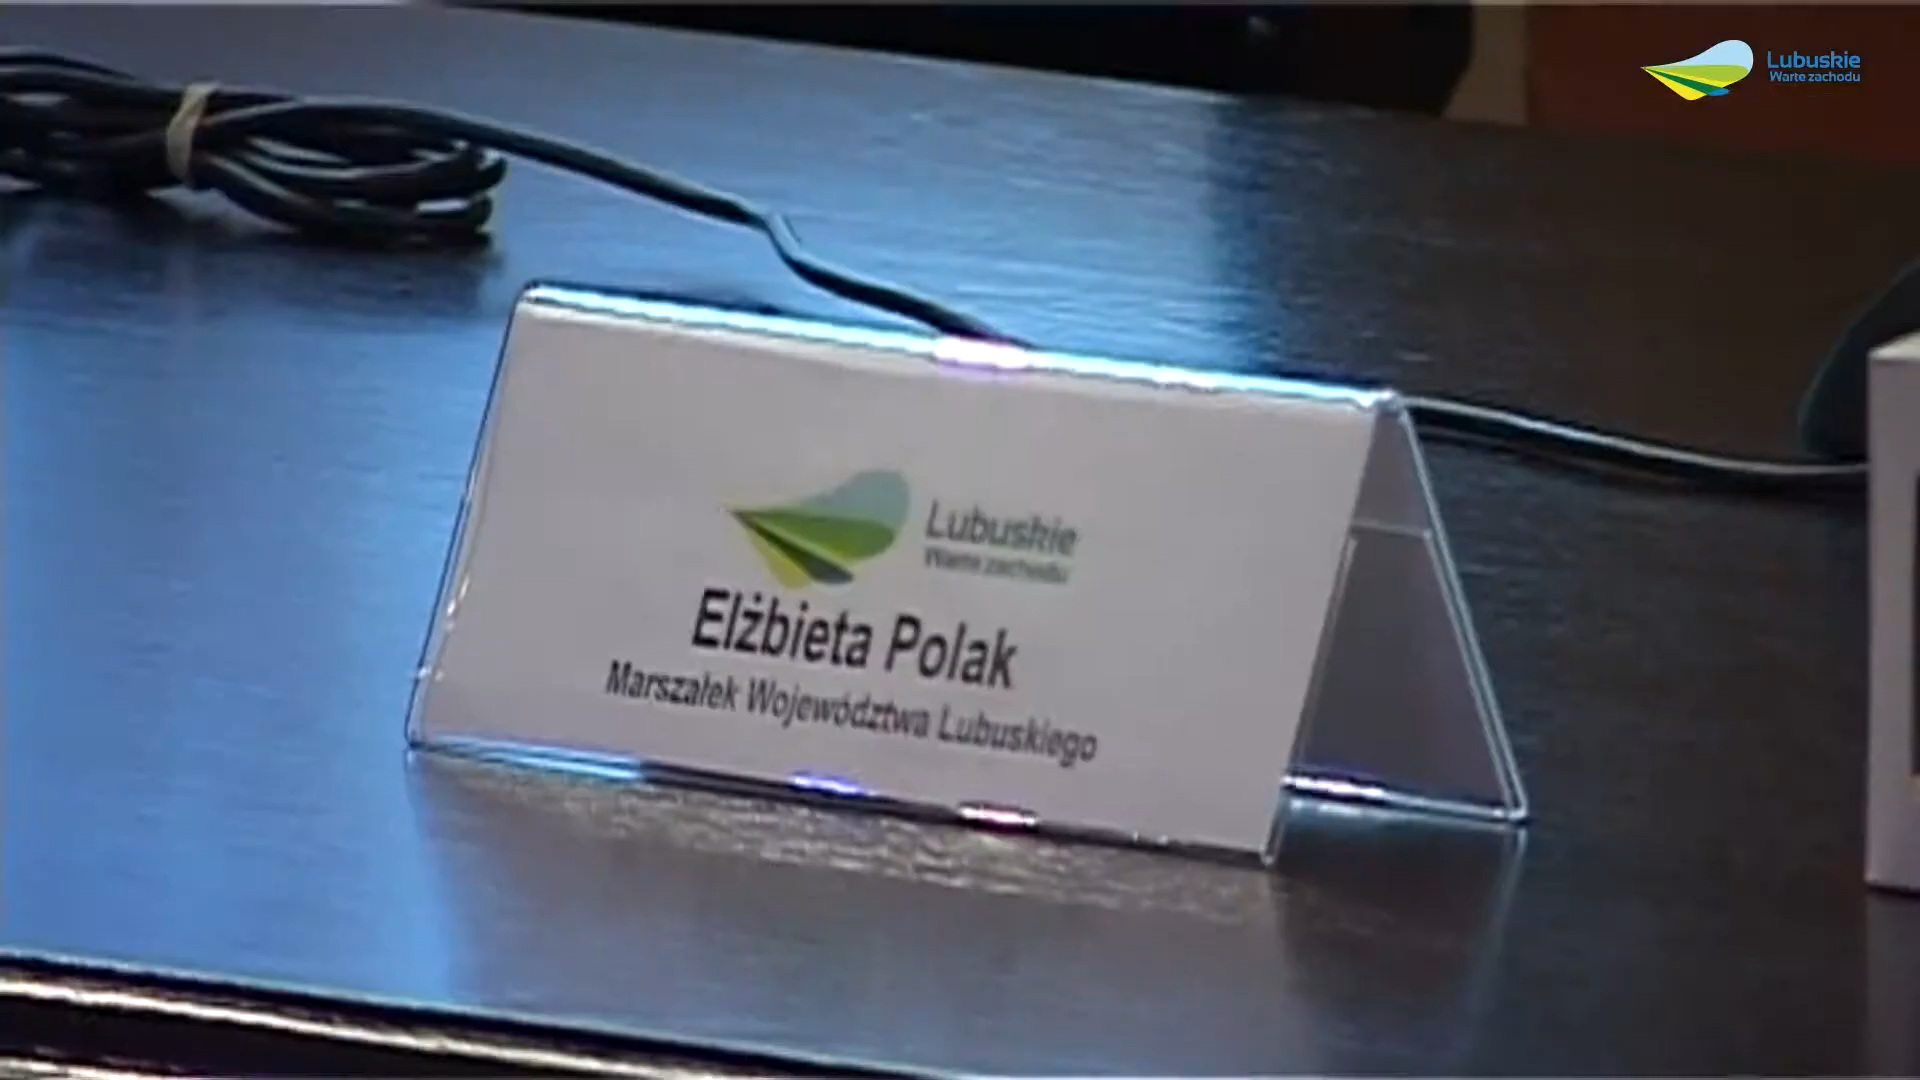 Lubuskie
Warte zachodu
Lubuskie
Warte zachodu
Elżbieta Polak
Marszałek Województwa Lubuskiego